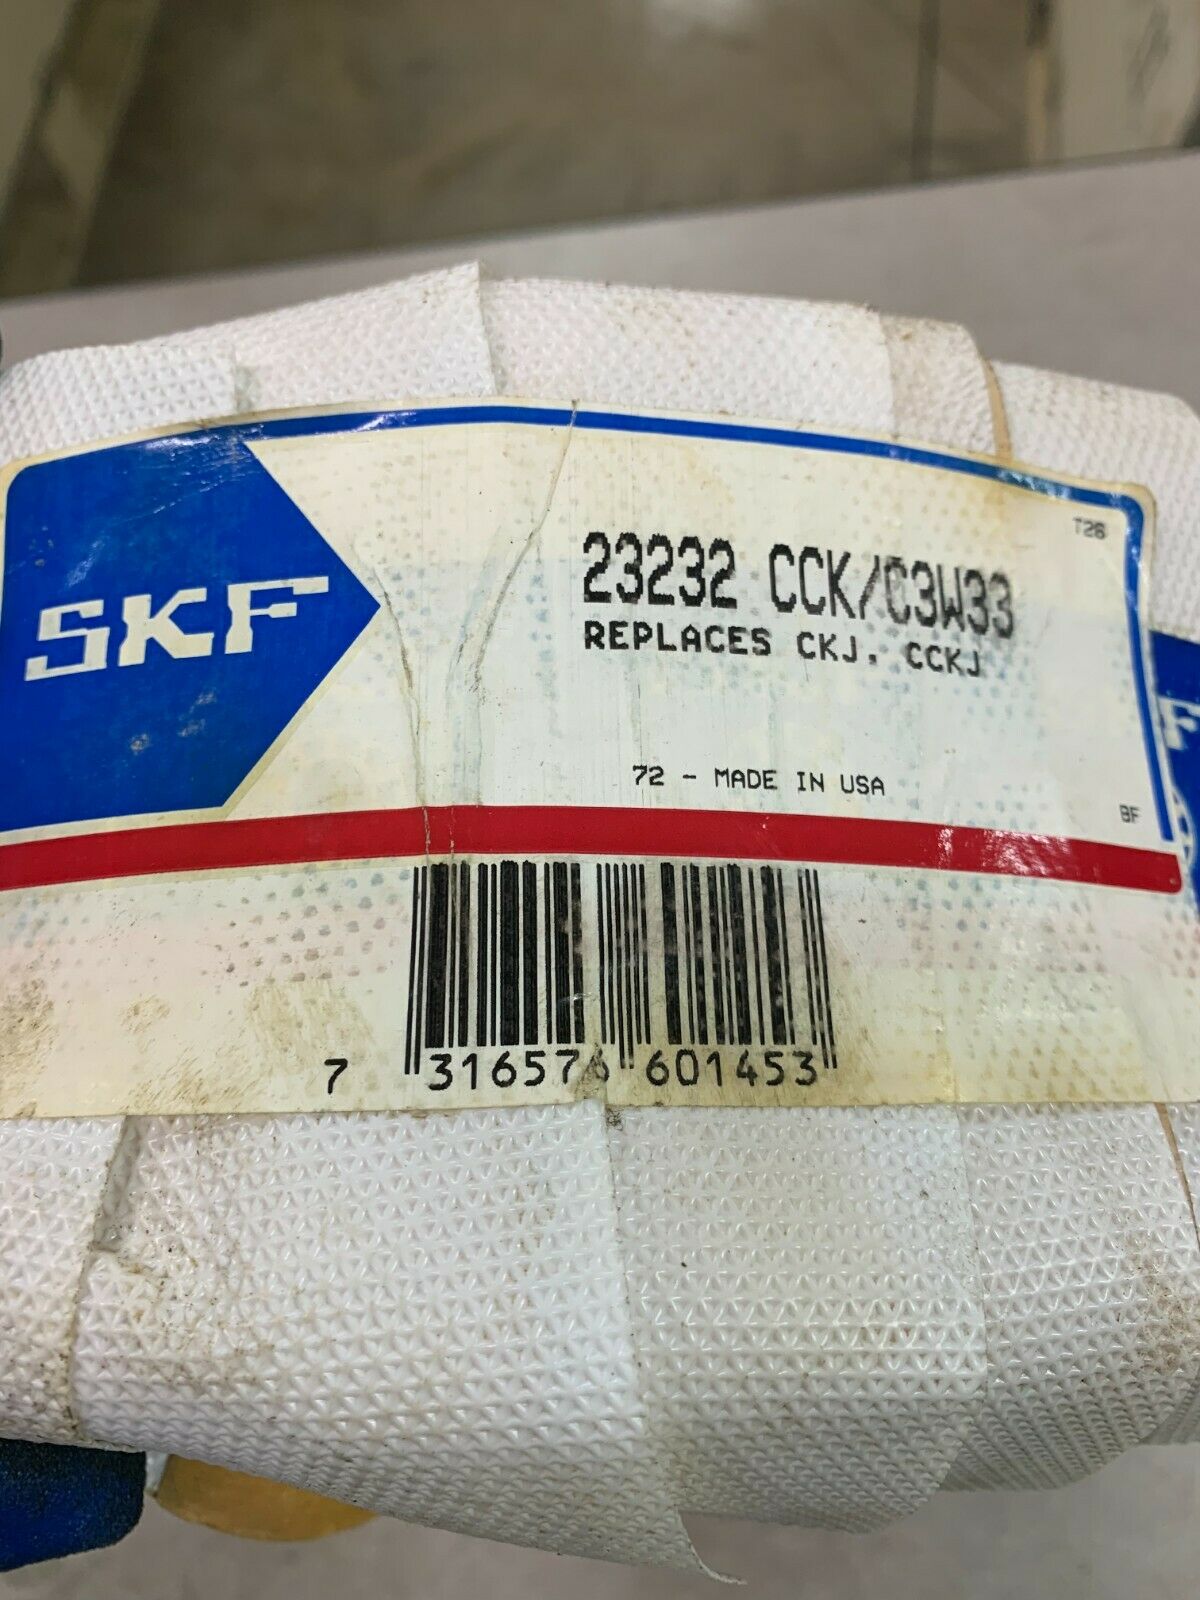 T26
SKF
23232 CCK/C3W33
REPLACES CKJ, CCKJ
72 - MADE IN USA
BF
7 316576 601453
F